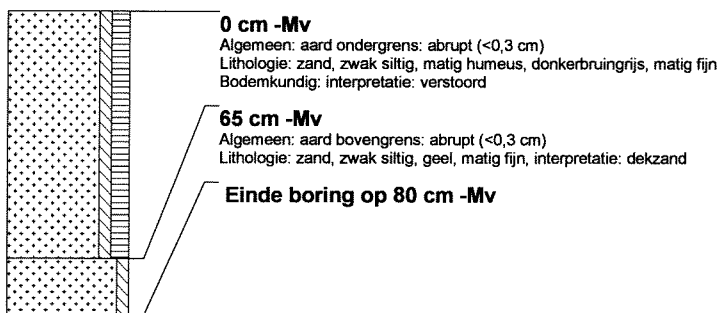 0 cm -Mv
Algemeen: aard ondergrens: abrupt (<0,3 cm)
Lithologie: zand, zwak siltig, matig humeus, donkerbruingrijs, matig fijn
Bodemkundig: interpretatie: verstoord
65 cm -Mv
Algemeen: aard bovengrens: abrupt (<0,3 cm)
Lithologie: zand, zwak siltig, geel, matig fijn, interpretatie: dekzand
Einde boring op 80 cm -Mv